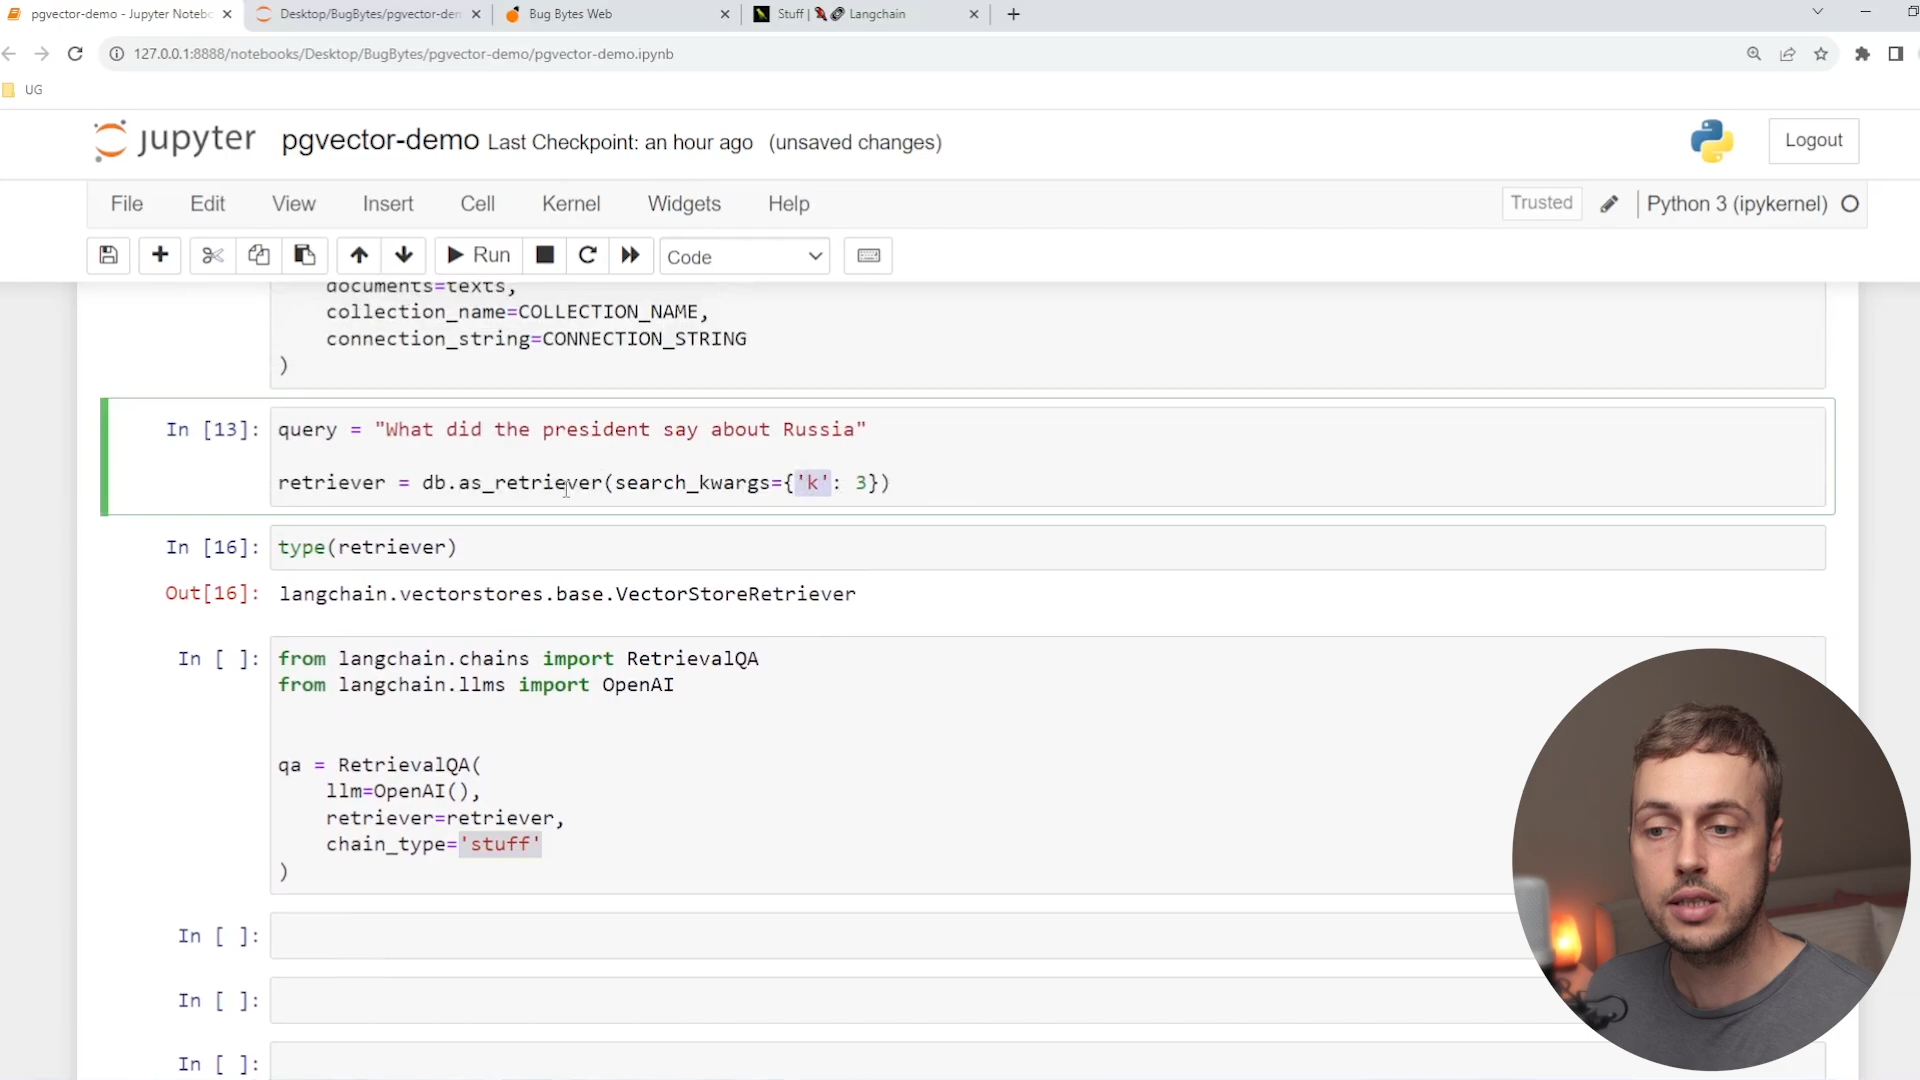 pgvector-demo - Jupyter Notebo
Desktop/BugBytes/pgvector-den
Bug Bytes Web
Stuff | 🦜️🔗 Langchain
127.0.0.1:8888/notebooks/Desktop/BugBytes/pgvector-demo/pgvector-demo.ipynb
UG
jupyter pgvector-demo Last Checkpoint: an hour ago (unsaved changes)
Logout
File Edit View Insert Cell Kernel Widgets Help
Trusted
Python 3 (ipykernel)
Run
Code
documents=texts,
collection_name=COLLECTION_NAME,
connection_string=CONNECTION_STRING
)
In [13]: query = "What did the president say about Russia"
retriever = db.as_retriever(search_kwargs={'k': 3})
In [16]: type(retriever)
Out[16]: langchain.vectorstores.base.VectorStoreRetriever
In [ ]: from langchain.chains import RetrievalQA
from langchain.llms import OpenAI
qa = RetrievalQA(
llm=OpenAI(),
retriever=retriever,
chain_type='stuff'
)
In [ ]:
In [ ]:
In [ ]: